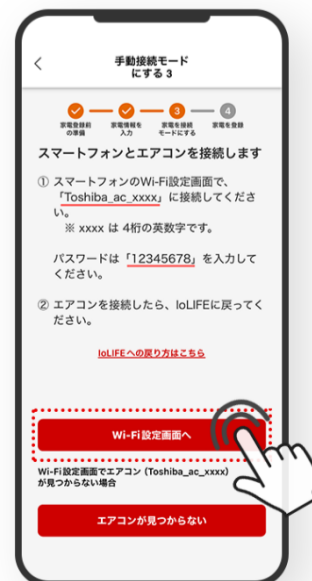 手動接続モード
にする 3
3
4
家電登録前
の準備
家電情報を
入力
家電を接続
モードにする
家電を登録
スマートフォンとエアコンを接続します
① スマートフォンのWi-Fi設定画面で、
「Toshiba_ac_xxxx」に接続してくださ
い。
※ xxxx は 4桁の英数字です。
パスワードは「12345678」を入力して
ください。
② エアコンを接続したら、IoLIFEに戻ってく
ださい。
IoLIFEへの戻り方はこちら
Wi-Fi設定画面へ
Wi-Fi設定画面でエアコン (Toshiba_ac_xxxx)
が見つからない場合
エアコンが見つからない